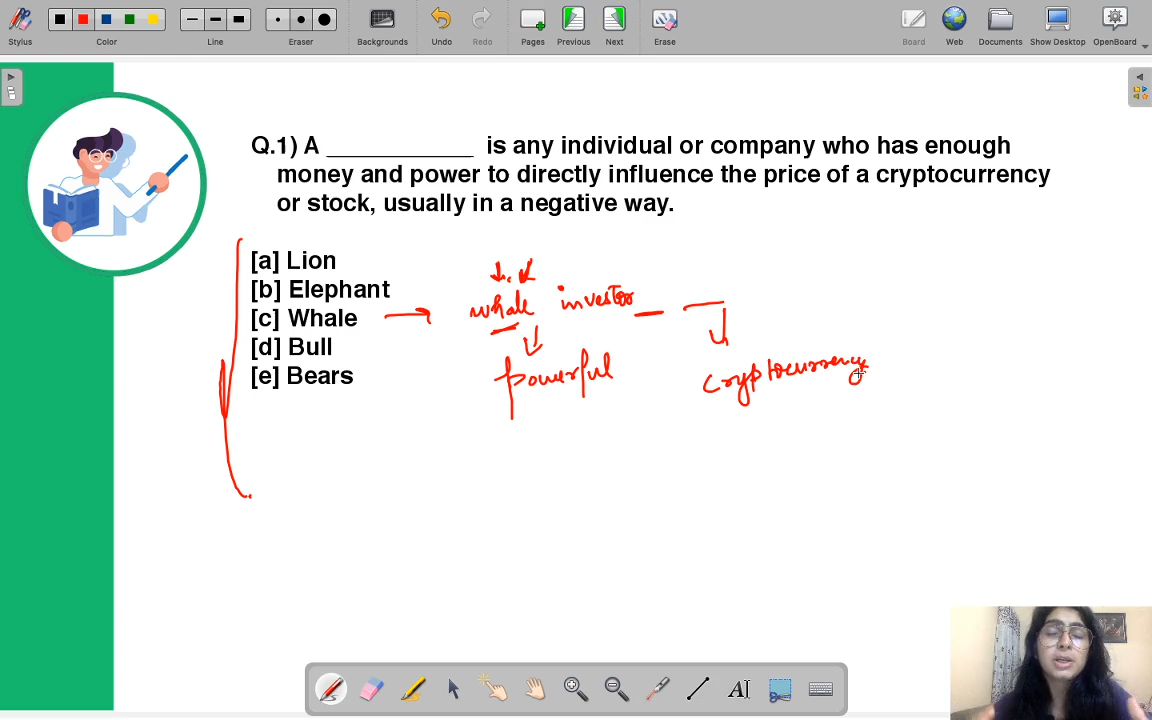 Stylus
Color
Line
Eraser
Backgrounds
Undo
Redo
Pages
Previous
Next
Erase
Board
Web
Documents
Show Desktop
OpenBoard
Q.1) A ____________ is any individual or company who has enough
money and power to directly influence the price of a cryptocurrency
or stock, usually in a negative way.
[a] Lion
[b] Elephant
[c] Whale
[d] Bull
[e] Bears
whale investor
powerful
cryptocurrency